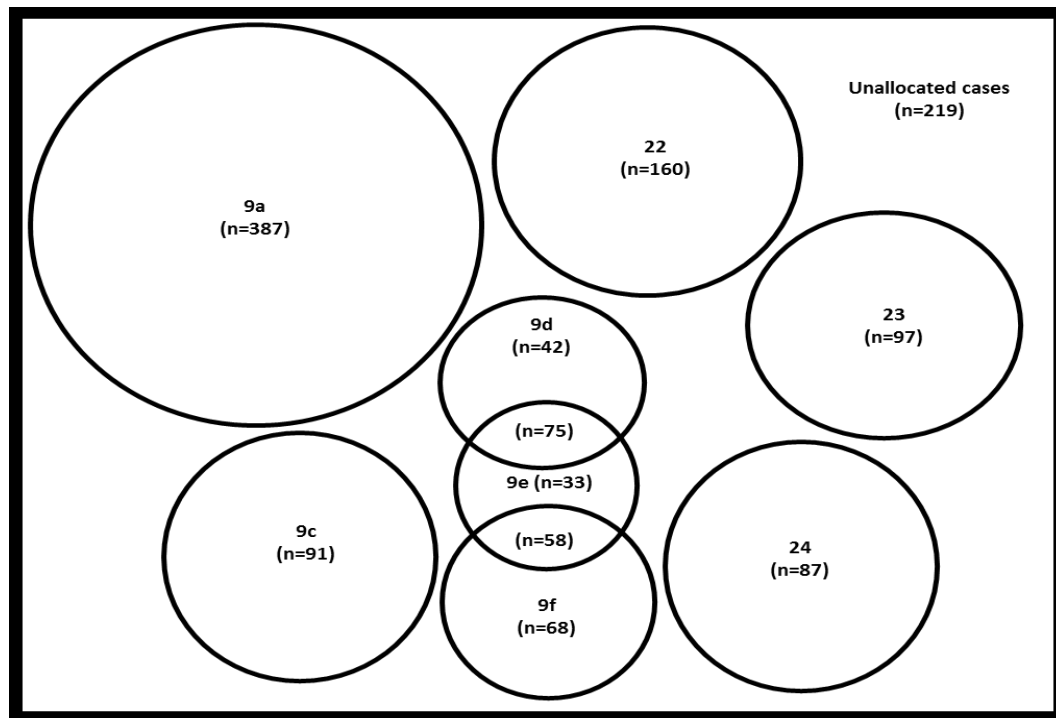 Unallocated cases
(n=219)
22
(n=160)
9a
(n=387)
23
(n=97)
9d
(n=42)
(n=75)
9e (n=33)
9c
(n=91)
(n=58)
24
(n=87)
9f
(n=68)